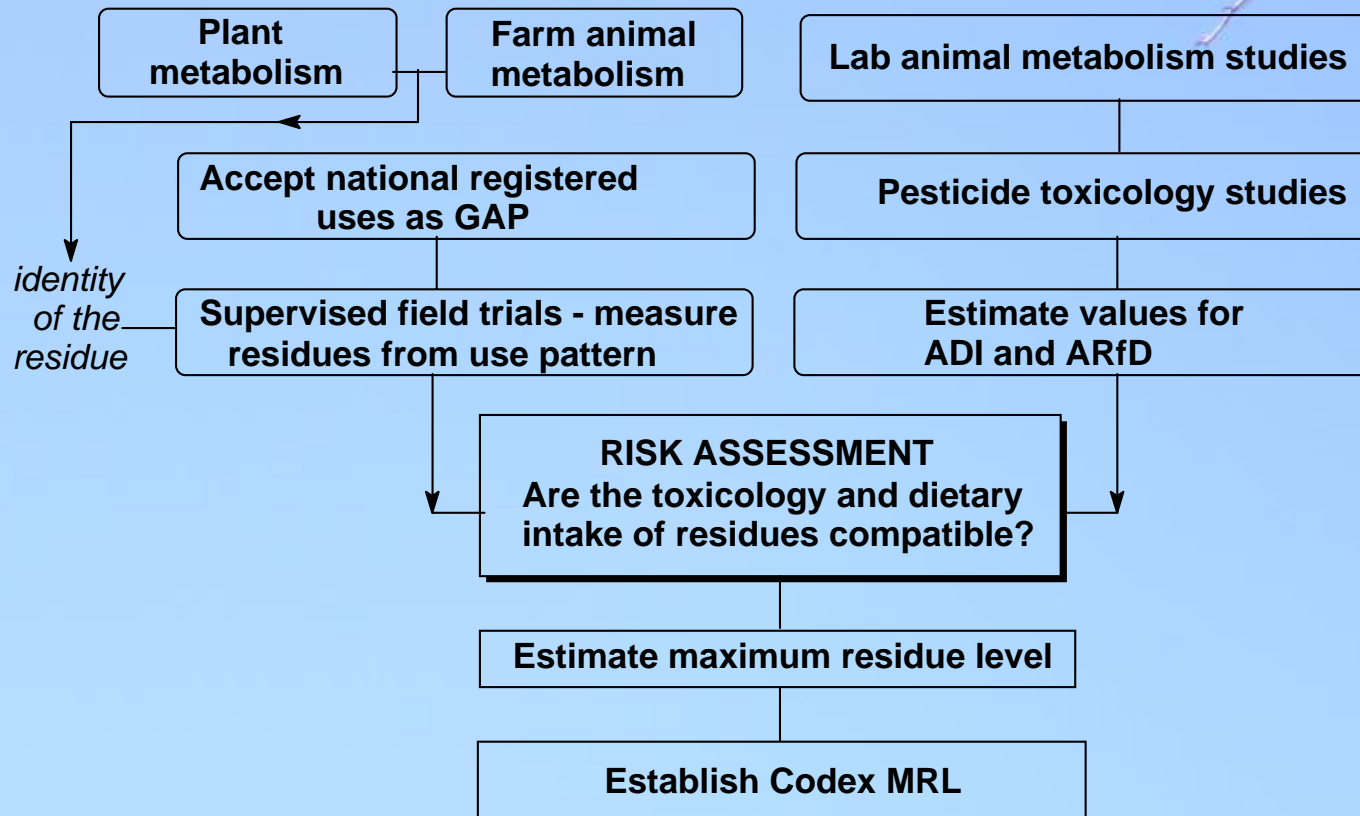 Plant
metabolism
Farm animal
metabolism
Lab animal metabolism studies
Accept national registered
uses as GAP
Pesticide toxicology studies
identity
of the
residue
Supervised field trials - measure
residues from use pattern
Estimate values for
ADI and ARfD
RISK ASSESSMENT
Are the toxicology and dietary
intake of residues compatible?
Estimate maximum residue level
Establish Codex MRL